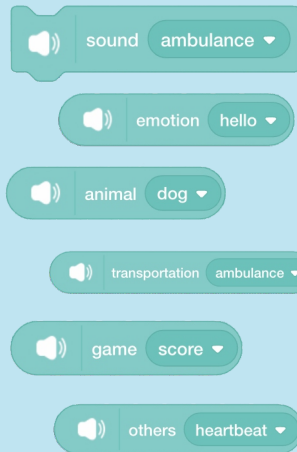 sound ambulance
emotion hello
animal dog
transportation ambulance
game score
others heartbeat